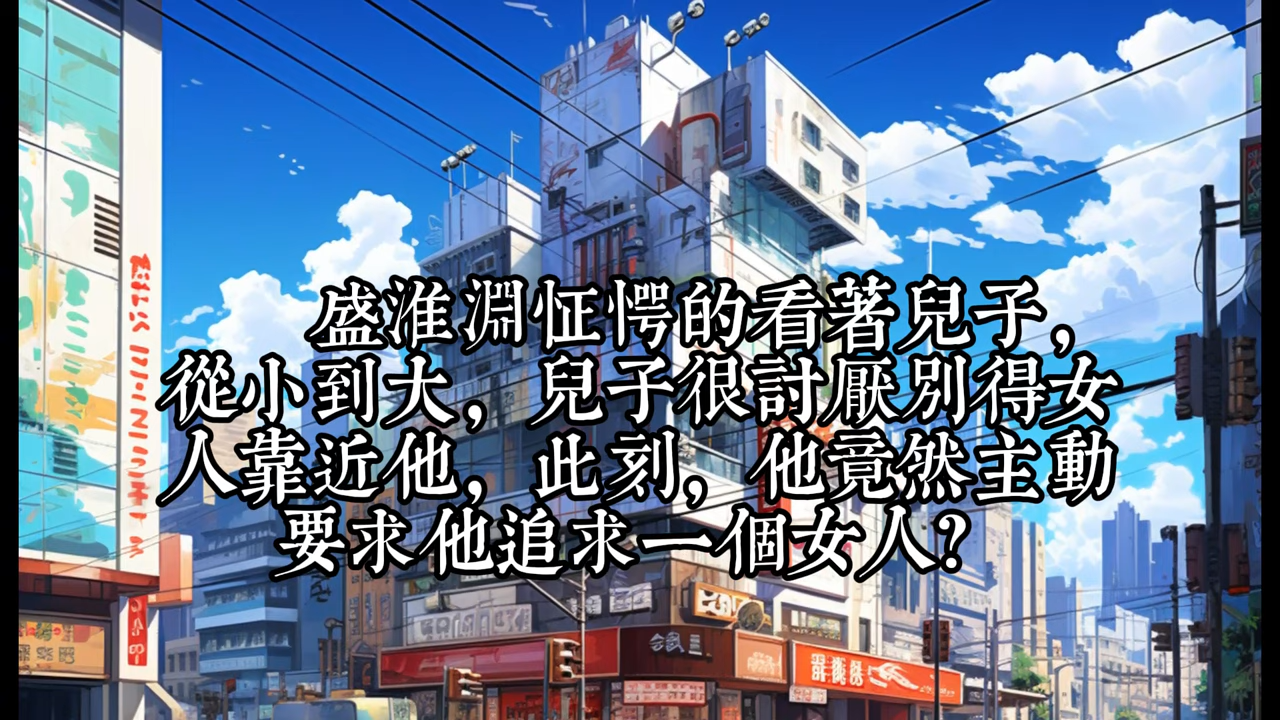 盛淮淵怔愕的看著兒子，
從小到大，兒子很討厭別得女
人靠近他，此刻，他竟然主動
要求他追求一個女人？